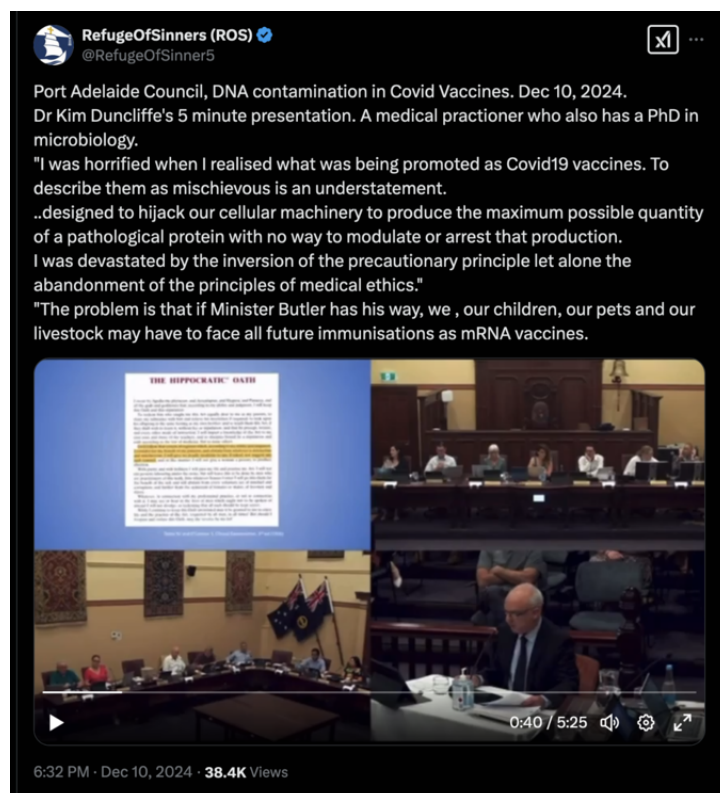 RefugeOfSinners (ROS)
@RefugeOfSinner5
Port Adelaide Council, DNA contamination in Covid Vaccines. Dec 10, 2024.
Dr Kim Duncliffe's 5 minute presentation. A medical practioner who also has a PhD in
microbiology.
"I was horrified when I realised what was being promoted as Covid19 vaccines. To
describe them as mischievous is an understatement.
..designed to hijack our cellular machinery to produce the maximum possible quantity
of a pathological protein with no way to modulate or arrest that production.
I was devastated by the inversion of the precautionary principle let alone the
abandonment of the principles of medical ethics."
"The problem is that if Minister Butler has his way, we , our children, our pets and our
livestock may have to face all future immunisations as mRNA vaccines.
THE HIPPOCRATIC OATH
0:40 / 5:25
6:32 PM · Dec 10, 2024 · 38.4K Views